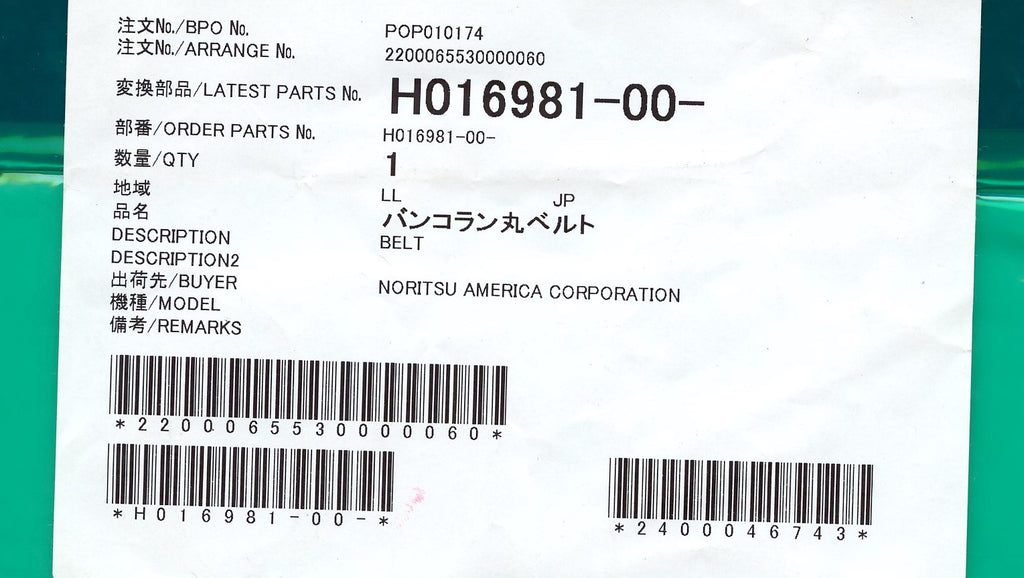 注文№./BPO №. POP010174
注文№./ARRANGE №. 2200065530000060
変換部品/LATEST PARTS №. H016981-00-
部番/ORDER PARTS №. H016981-00-
数量/QTY 1
地域 LL JP
品名 バンコラン丸ベルト
DESCRIPTION BELT
DESCRIPTION2
出荷先/BUYER NORITSU AMERICA CORPORATION
機種/MODEL
備考/REMARKS
*2200065530000060*
*H016981-00-*
*2400046743*